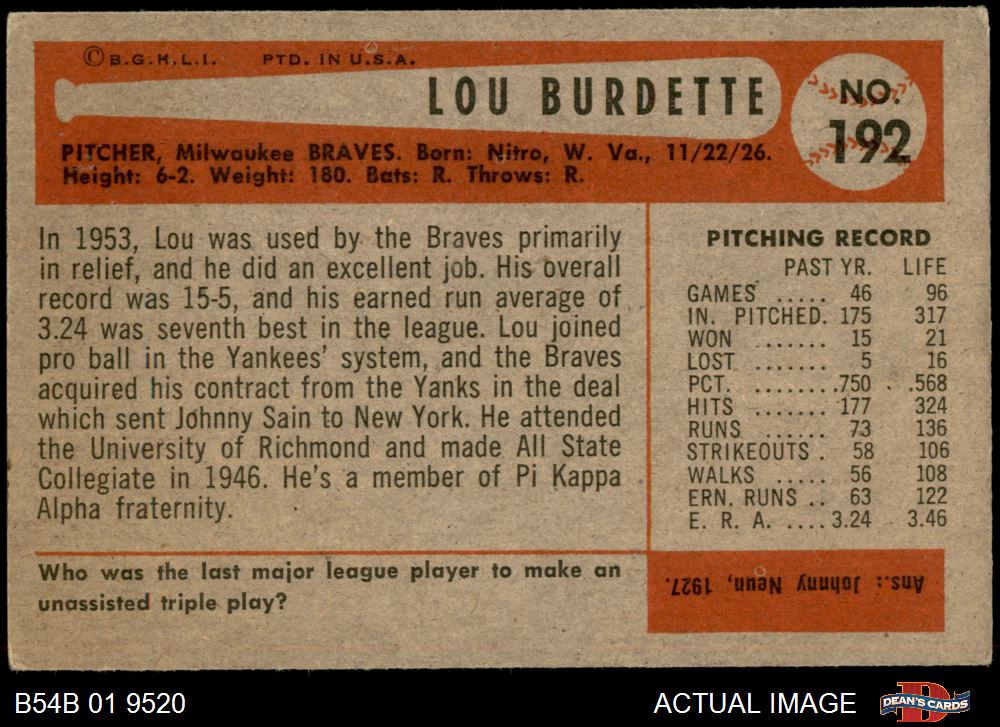 ©B.G.H.L.I. PTD. IN U.S.A.
LOU BURDETTE
NO.
192
PITCHER, Milwaukee BRAVES. Born: Nitro, W. Va., 11/22/26.
Height: 6-2. Weight: 180. Bats: R. Throws: R.
In 1953, Lou was used by the Braves primarily
in relief, and he did an excellent job. His overall
record was 15-5, and his earned run average of
3.24 was seventh best in the league. Lou joined
pro ball in the Yankees' system, and the Braves
acquired his contract from the Yanks in the deal
which sent Johnny Sain to New York. He attended
the University of Richmond and made All State
Collegiate in 1946. He's a member of Pi Kappa
Alpha fraternity.
PITCHING RECORD
PAST YR. LIFE
GAMES ..... 46 96
IN. PITCHED. 175 317
WON ....... 15 21
LOST ...... 5 16
PCT. ........750 .568
HITS ....... 177 324
RUNS ...... 73 136
STRIKEOUTS . 58 106
WALKS ..... 56 108
ERN. RUNS .. 63 122
E. R. A. ....3.24 3.46
Who was the last major league player to make an
unassisted triple play?
Ans.: Johnny Neun, 1927.
B54B 01 9520
ACTUAL IMAGE
DEAN'S CARDS